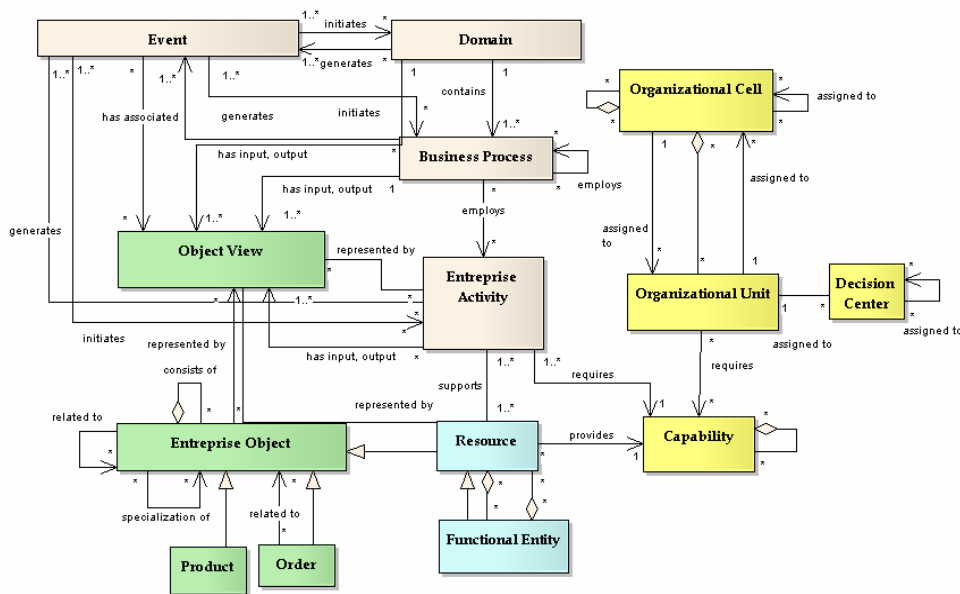 1..*
initiates
*
Event
Domain
1..*
generates
*
1..*
1..*
*
1..*
1
1
contains
has associated
generates
initiates
*
1..*
*
has input, output
*
Business Process
1
*
*
employs
has input, output
1..*
employs
generates
*
1..*
1..*
*
Object View
represented by
*
Entreprise
Activity
*
1..*
*
*
initiates
represented by
has input, output
*
1..*
1..*
supports
requires
consists of
represented by
1..*
1
related to
*
*
Entreprise Object
*
Resource
provides
1
*
*
*
specialization of
related to
*
*
*
*
*
*
Functional Entity
Product
Order
Organizational Cell
*
*
assigned to
*
*
1
*
*
assigned to
assigned to
*
*
1
Organizational Unit
1
*
Decision
Center
*
*
assigned to
assigned to
*
requires
*
Capability
*
*